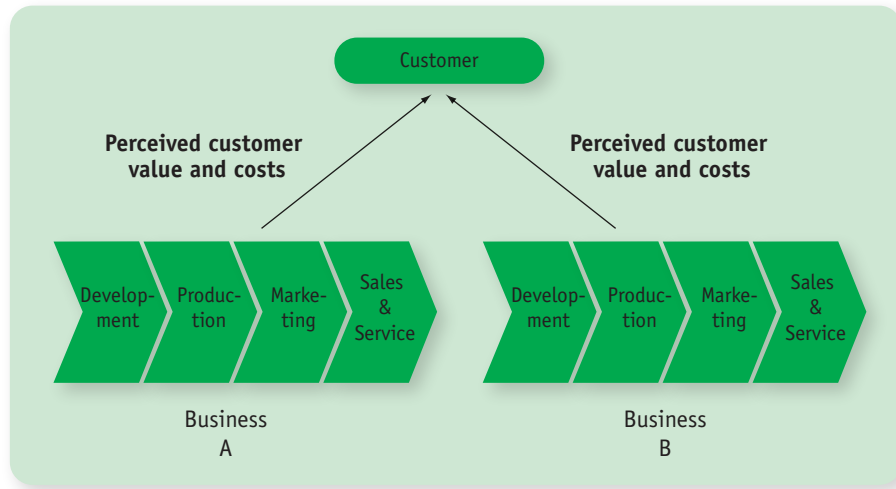 Customer
Perceived customer
value and costs
Perceived customer
value and costs
Develop-
ment
Produc-
tion
Marke-
ting
Sales
&
Service
Develop-
ment
Produc-
tion
Marke-
ting
Sales
&
Service
Business
A
Business
B